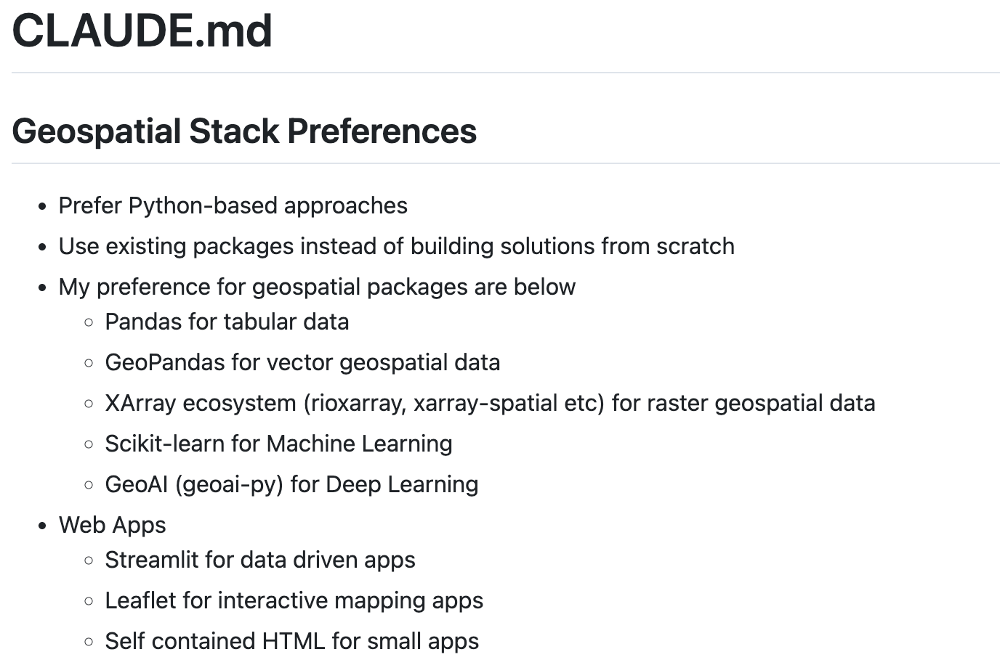 CLAUDE.md
Geospatial Stack Preferences
• Prefer Python-based approaches
• Use existing packages instead of building solutions from scratch
• My preference for geospatial packages are below
◦ Pandas for tabular data
◦ GeoPandas for vector geospatial data
◦ XArray ecosystem (rioxarray, xarray-spatial etc) for raster geospatial data
◦ Scikit-learn for Machine Learning
◦ GeoAI (geoai-py) for Deep Learning
• Web Apps
◦ Streamlit for data driven apps
◦ Leaflet for interactive mapping apps
◦ Self contained HTML for small apps